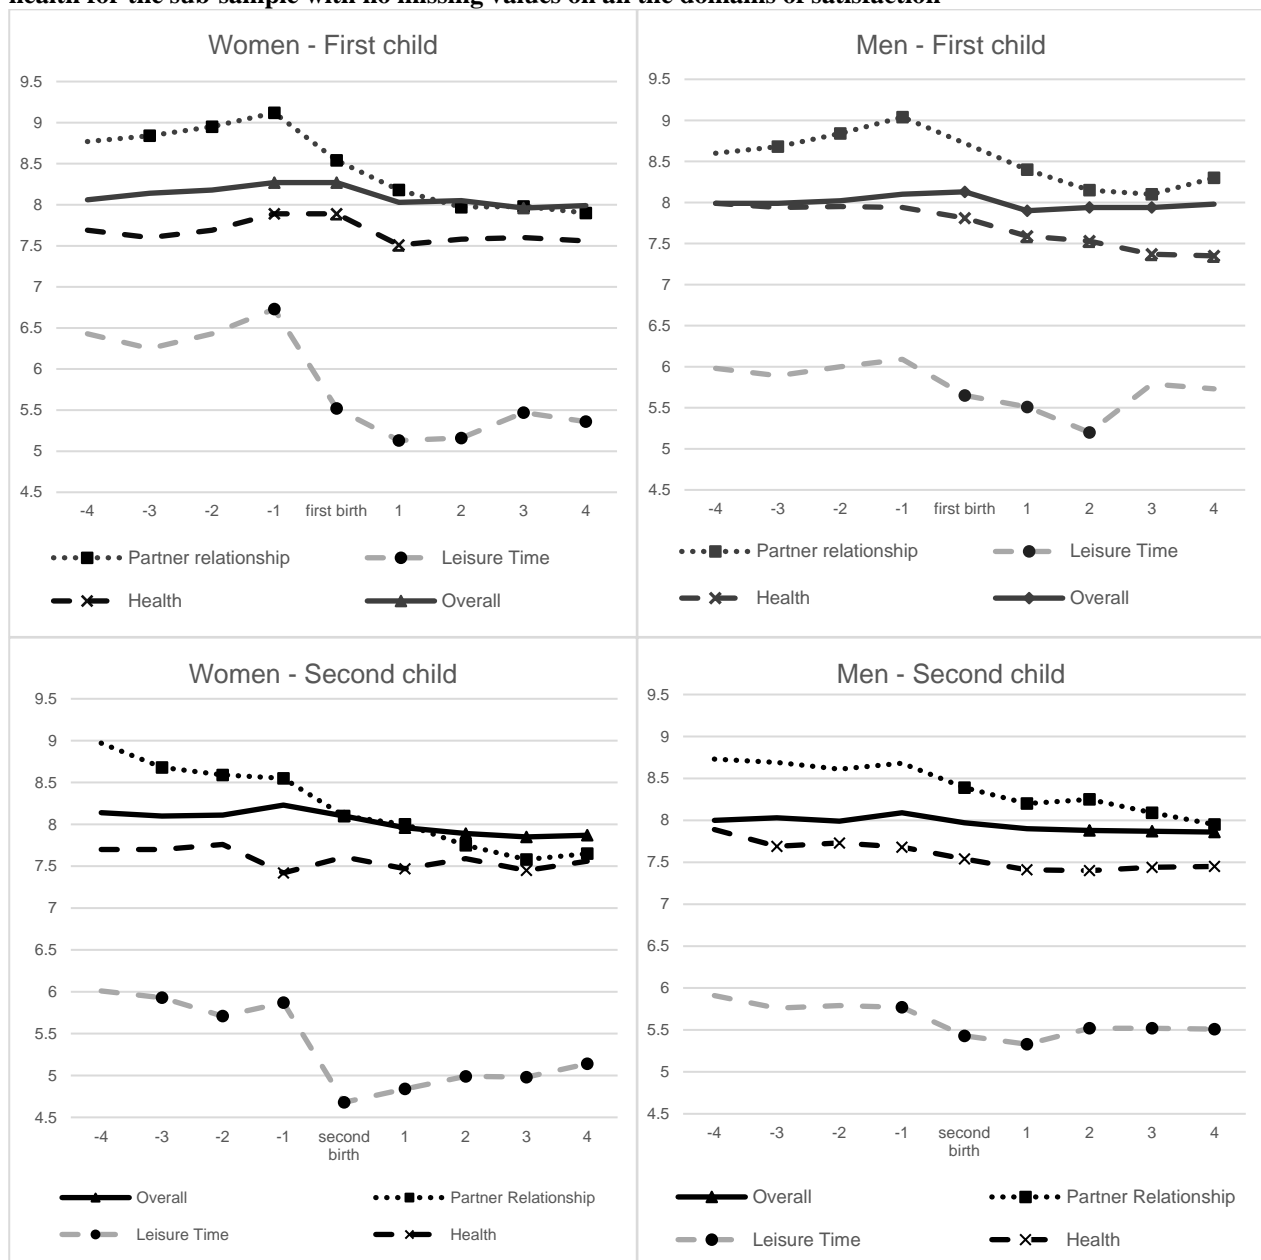 health for the sub-sample with no missing values on all the domains of satisfaction
Women - First child
9.5
9
8.5
8
7.5
7
6.5
6
5.5
5
4.5
-4 -3 -2 -1 first birth 1 2 3 4
Partner relationship Leisure Time
Health Overall
Men - First child
9.5
9
8.5
8
7.5
7
6.5
6
5.5
5
4.5
-4 -3 -2 -1 first birth 1 2 3 4
Partner relationship Leisure Time
Health Overall
Women - Second child
9.5
9
8.5
8
7.5
7
6.5
6
5.5
5
4.5
-4 -3 -2 -1 second 1 2 3 4
birth
Overall Partner Relationship
Leisure Time Health
Men - Second child
9.5
9
8.5
8
7.5
7
6.5
6
5.5
5
4.5
-4 -3 -2 -1 second 1 2 3 4
birth
Overall Partner Relationship
Leisure Time Health